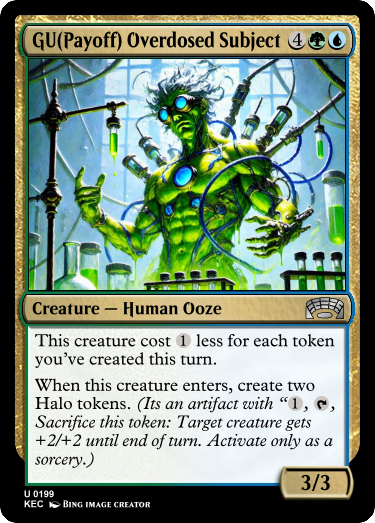 GU(Payoff) Overdosed Subject 4
Creature — Human Ooze
This creature cost 1 less for each token
you’ve created this turn.
When this creature enters, create two
Halo tokens. (Its an artifact with “1, ,
Sacrifice this token: Target creature gets
+2/+2 until end of turn. Activate only as a
sorcery.)
3/3
U 0199
KEC BING IMAGE CREATOR